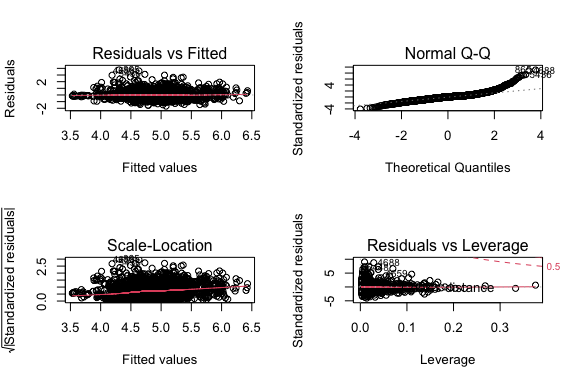 Residuals vs Fitted
Residuals
-2 2
3.5 4.0 4.5 5.0 5.5 6.0 6.5
Fitted values
Normal Q-Q
Standardized residuals
-4 4
-4 -2 0 2 4
Theoretical Quantiles
Scale-Location
√|Standardized residuals|
0.0 2.5
3.5 4.0 4.5 5.0 5.5 6.0 6.5
Fitted values
Residuals vs Leverage
Standardized residuals
-5 5
4688
distance
0.5
0.0 0.1 0.2 0.3
Leverage